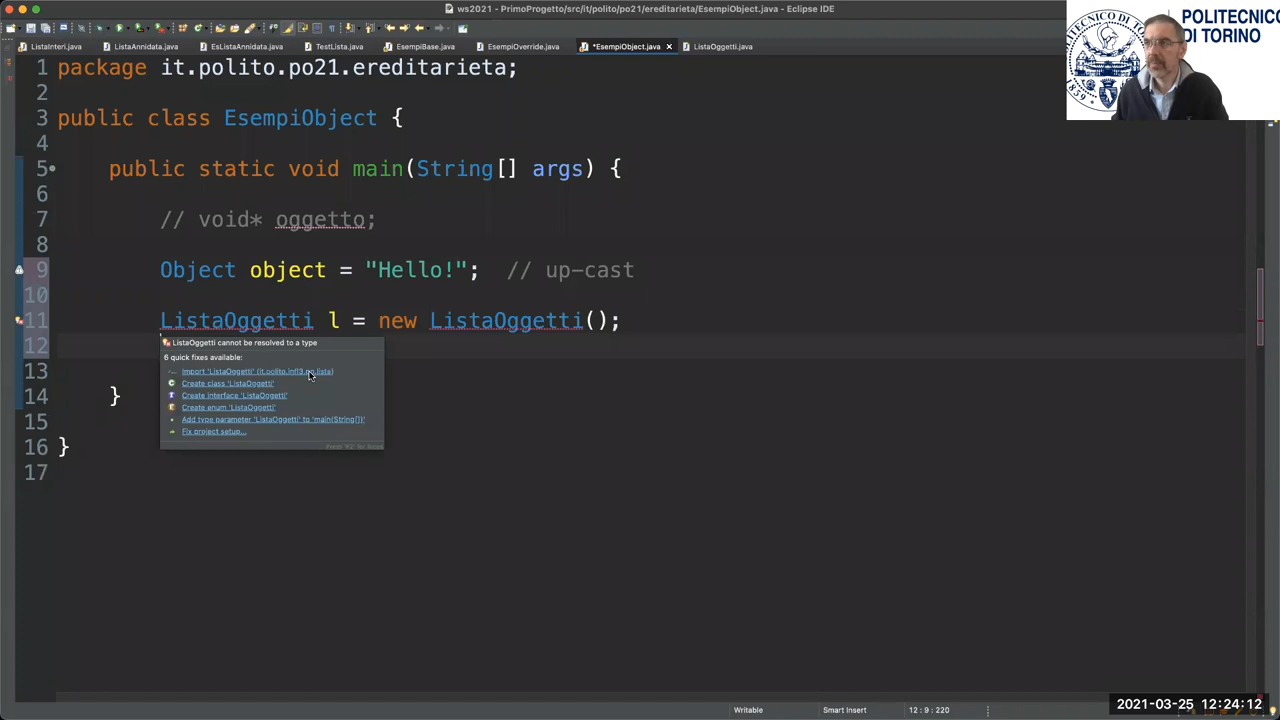 ws2021 - PrimoProgetto/src/it/polito/po21/ereditarieta/EsempiObject.java - Eclipse IDE
ListaInteri.java ListaAnnidata.java EsListaAnnidata.java TestLista.java EsempiBase.java EsempiOverride.java *EsempiObject.java ListaOggetti.java
POLITECNICO
DI TORINO
1859
1 package it.polito.po21.ereditarieta;
2
3 public class EsempiObject {
4
5 public static void main(String[] args) {
6
7 // void* oggetto;
8
9 Object object = "Hello!"; // up-cast
10
11 ListaOggetti l = new ListaOggetti();
12
ListaOggetti cannot be resolved to a type
6 quick fixes available:
Import 'ListaOggetti' (it.polito.infl3.po.lista)
Create class 'ListaOggetti'
Create interface 'ListaOggetti'
Create enum 'ListaOggetti'
Add type parameter 'ListaOggetti' to 'main(String[])'
Fix project setup...
13
14 }
15
16 }
17
Writable Smart Insert 12 : 9 : 220
2021-03-25 12:24:12